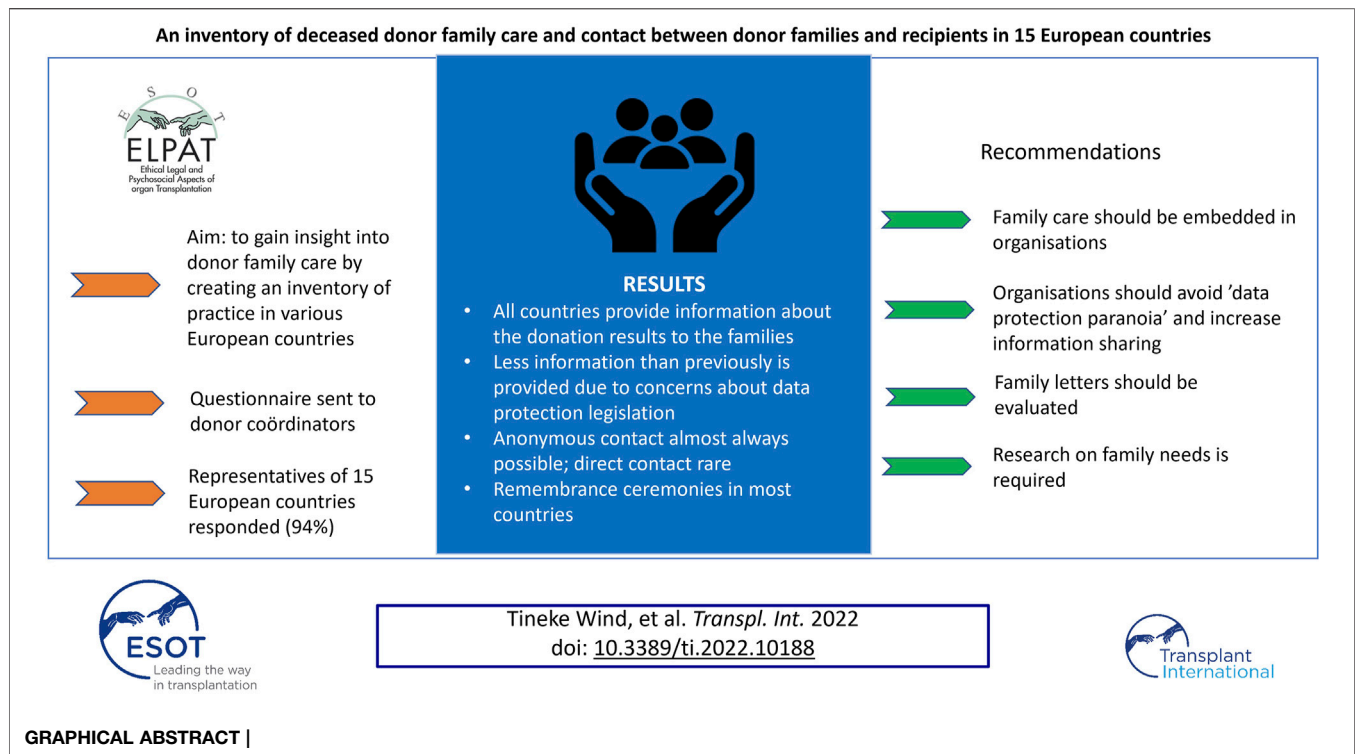 An inventory of deceased donor family care and contact between donor families and recipients in 15 European countries
E S O T
ELPAT
Ethical Legal and
Psychosocial Aspects of
organ Transplantation
Aim: to gain insight into
donor family care by
creating an inventory of
practice in various
European countries
Questionnaire sent to
donor coördinators
Representatives of 15
European countries
responded (94%)
RESULTS
• All countries provide information about
the donation results to the families
• Less information than previously is
provided due to concerns about data
protection legislation
• Anonymous contact almost always
possible; direct contact rare
• Remembrance ceremonies in most
countries
Recommendations
Family care should be embedded in
organisations
Organisations should avoid ’data
protection paranoia’ and increase
information sharing
Family letters should be
evaluated
Research on family needs is
required
ESOT
Leading the way
in transplantation
Tineke Wind, et al. Transpl. Int. 2022
doi: 10.3389/ti.2022.10188
Transplant
International
GRAPHICAL ABSTRACT |